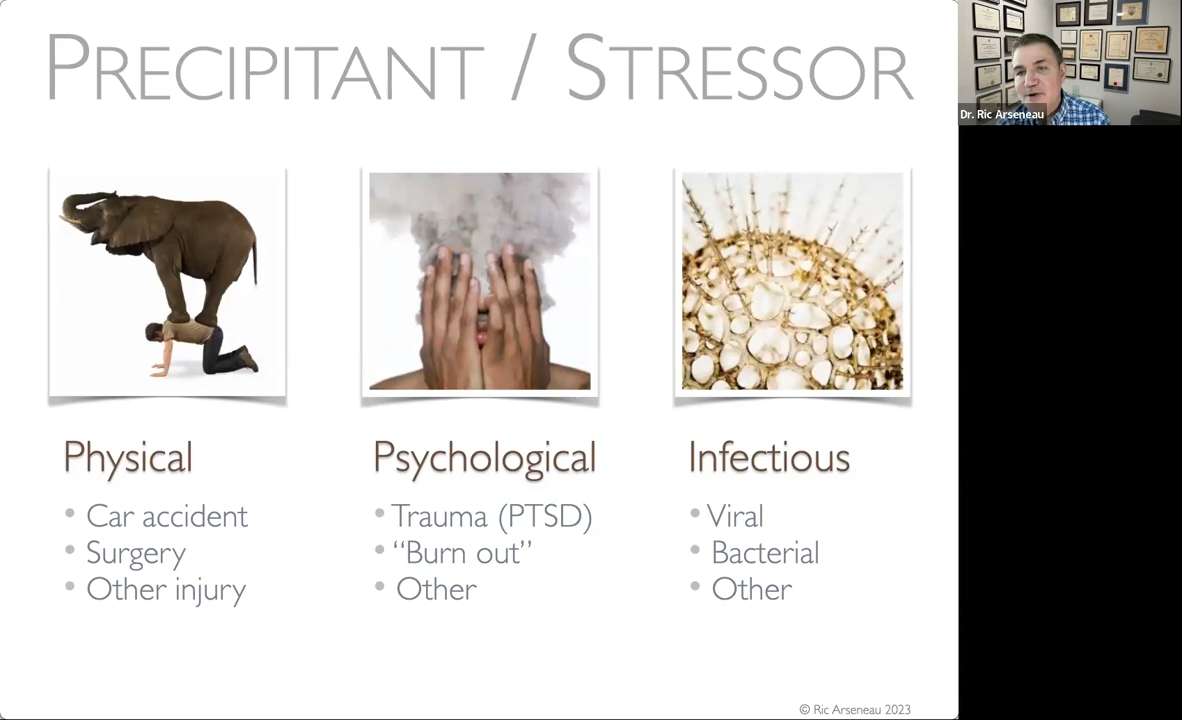 PRECIPITANT / STRESSOR
Dr. Ric Arseneau
Physical
• Car accident
• Surgery
• Other injury
Psychological
• Trauma (PTSD)
• “Burn out”
• Other
Infectious
• Viral
• Bacterial
• Other
© Ric Arseneau 2023